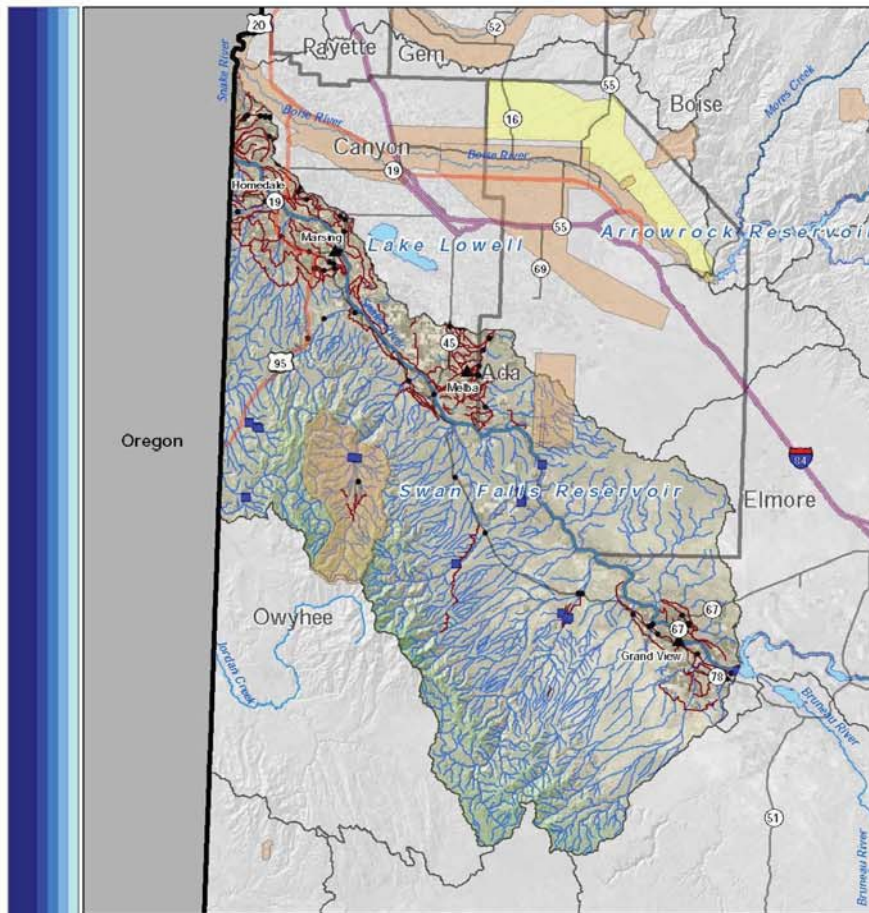 20
52
Payette
Gem
Snake River
55
Boise
Mores Creek
16
Boise River
Canyon
Boise River
19
Homedale
19
55
Arrowrock Reservoir
Marsing
Lake Lowell
69
45
95
Ada
Melba
Oregon
84
Swan Falls Reservoir
Elmore
Owyhee
67
67
Grand View
Jordan Creek
78
Bruneau River
51
Bruneau River